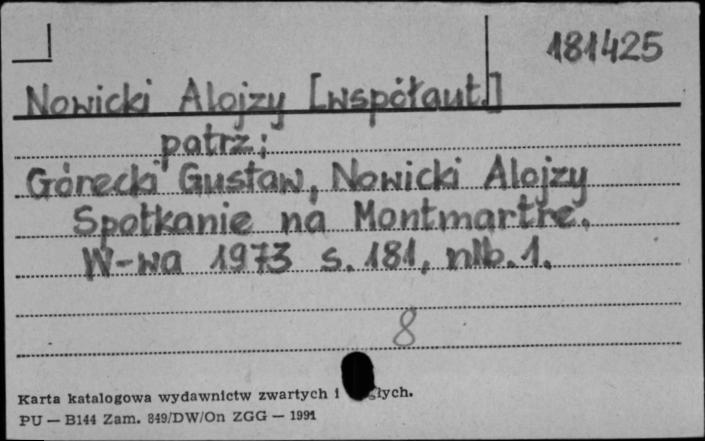 181425
Nowicki Alojzy [współaut.]
patrz:
Górecki Gustaw, Nowicki Alojzy
Spotkanie na Montmartre.
W-wa 1973 s. 181, nlb. 1.
8
Karta katalogowa wydawnictw zwartych i
PU — B144 Zam. 849/DW/On ZGG — 1991